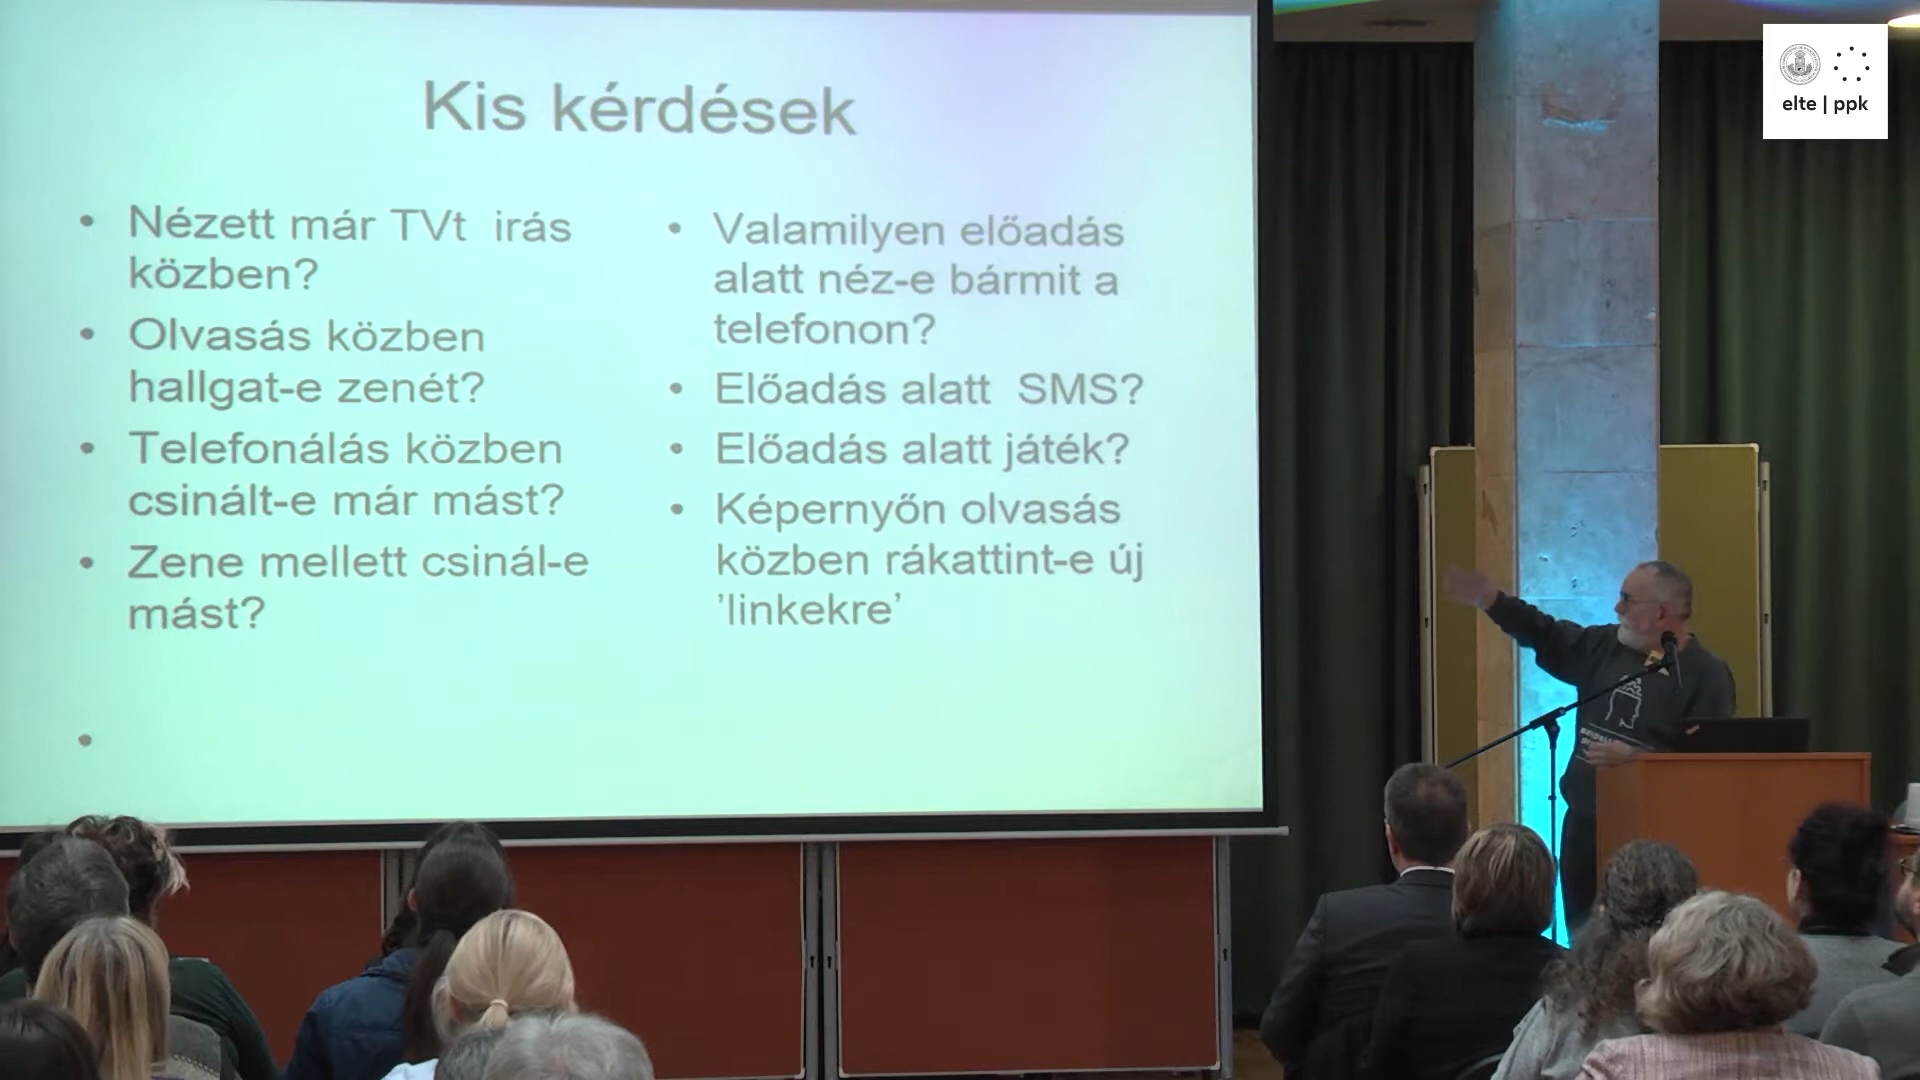 Kis kérdések
Nézett már TVt irás
közben?
Olvasás közben
hallgat-e zenét?
Telefonálás közben
csinált-e már mást?
Zene mellett csinál-e
mást?
Valamilyen előadás
alatt néz-e bármit a
telefonon?
Előadás alatt SMS?
Előadás alatt játék?
Képernyőn olvasás
közben rákattint-e új
’linkekre’
elte | ppk